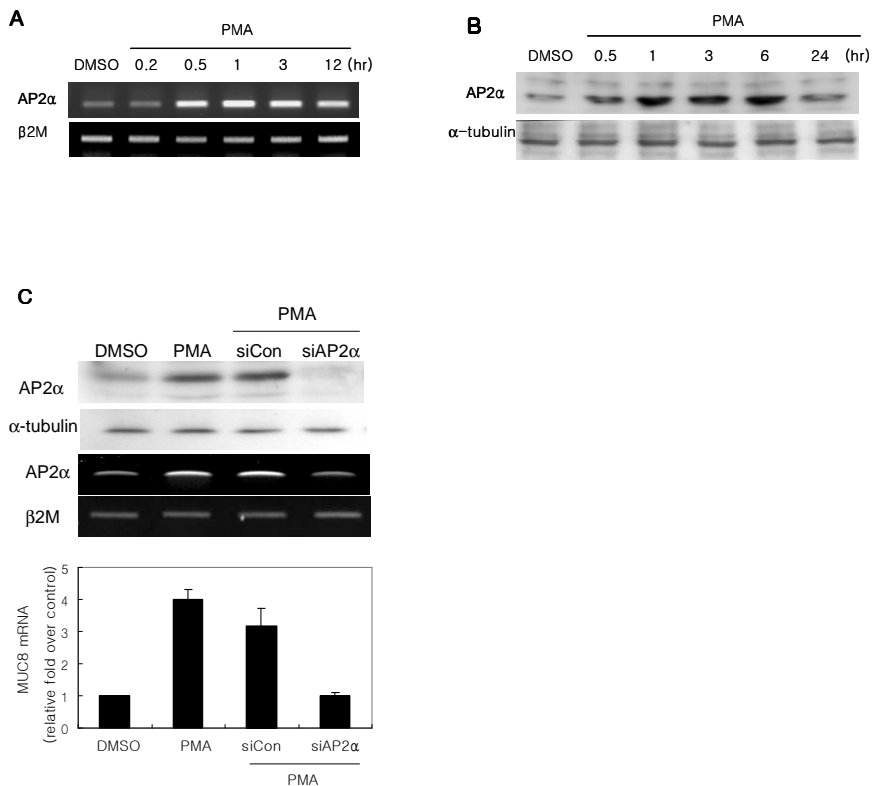 A
PMA
DMSO 0.2 0.5 1 3 12 (hr)
AP2α
β2M
B
PMA
DMSO 0.5 1 3 6 24 (hr)
AP2α
α-tubulin
C
PMA
DMSO PMA siCon siAP2α
AP2α
α-tubulin
AP2α
β2M
MUC8 mRNA
(relative fold over control)
5
4
3
2
1
0
DMSO PMA siCon siAP2α
PMA